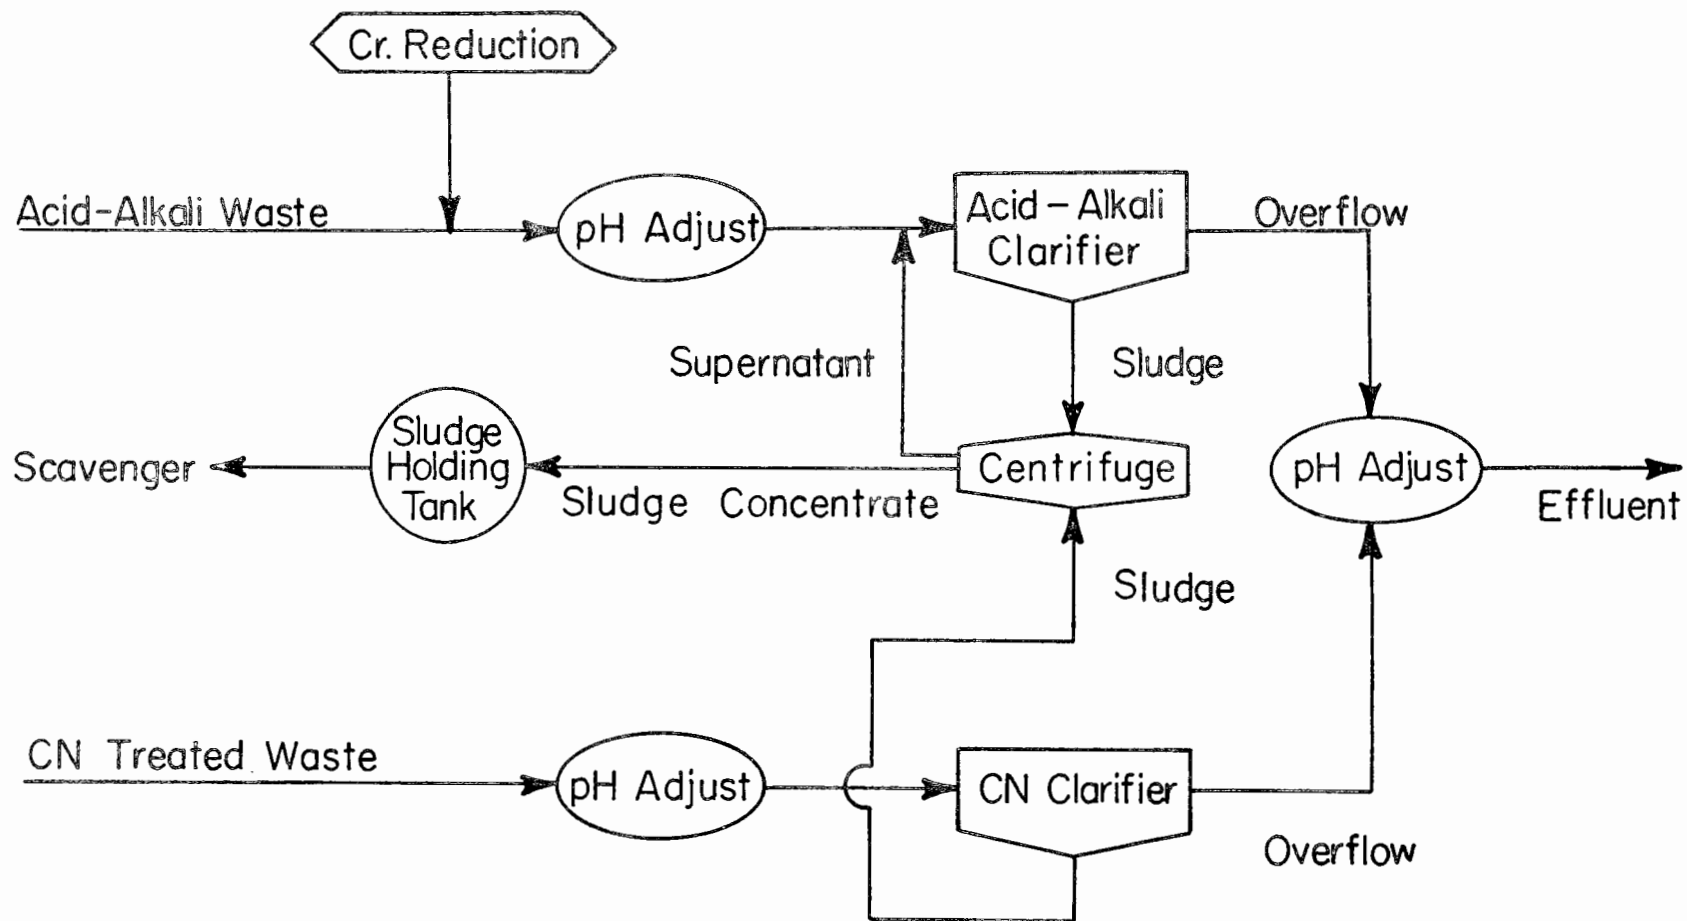 Cr. Reduction
Acid-Alkali Waste
pH Adjust
Acid-Alkali
Clarifier
Overflow
Supernatant
Sludge
Scavenger
Sludge
Holding
Tank
Sludge Concentrate
Centrifuge
pH Adjust
Effluent
Sludge
CN Treated Waste
pH Adjust
CN Clarifier
Overflow